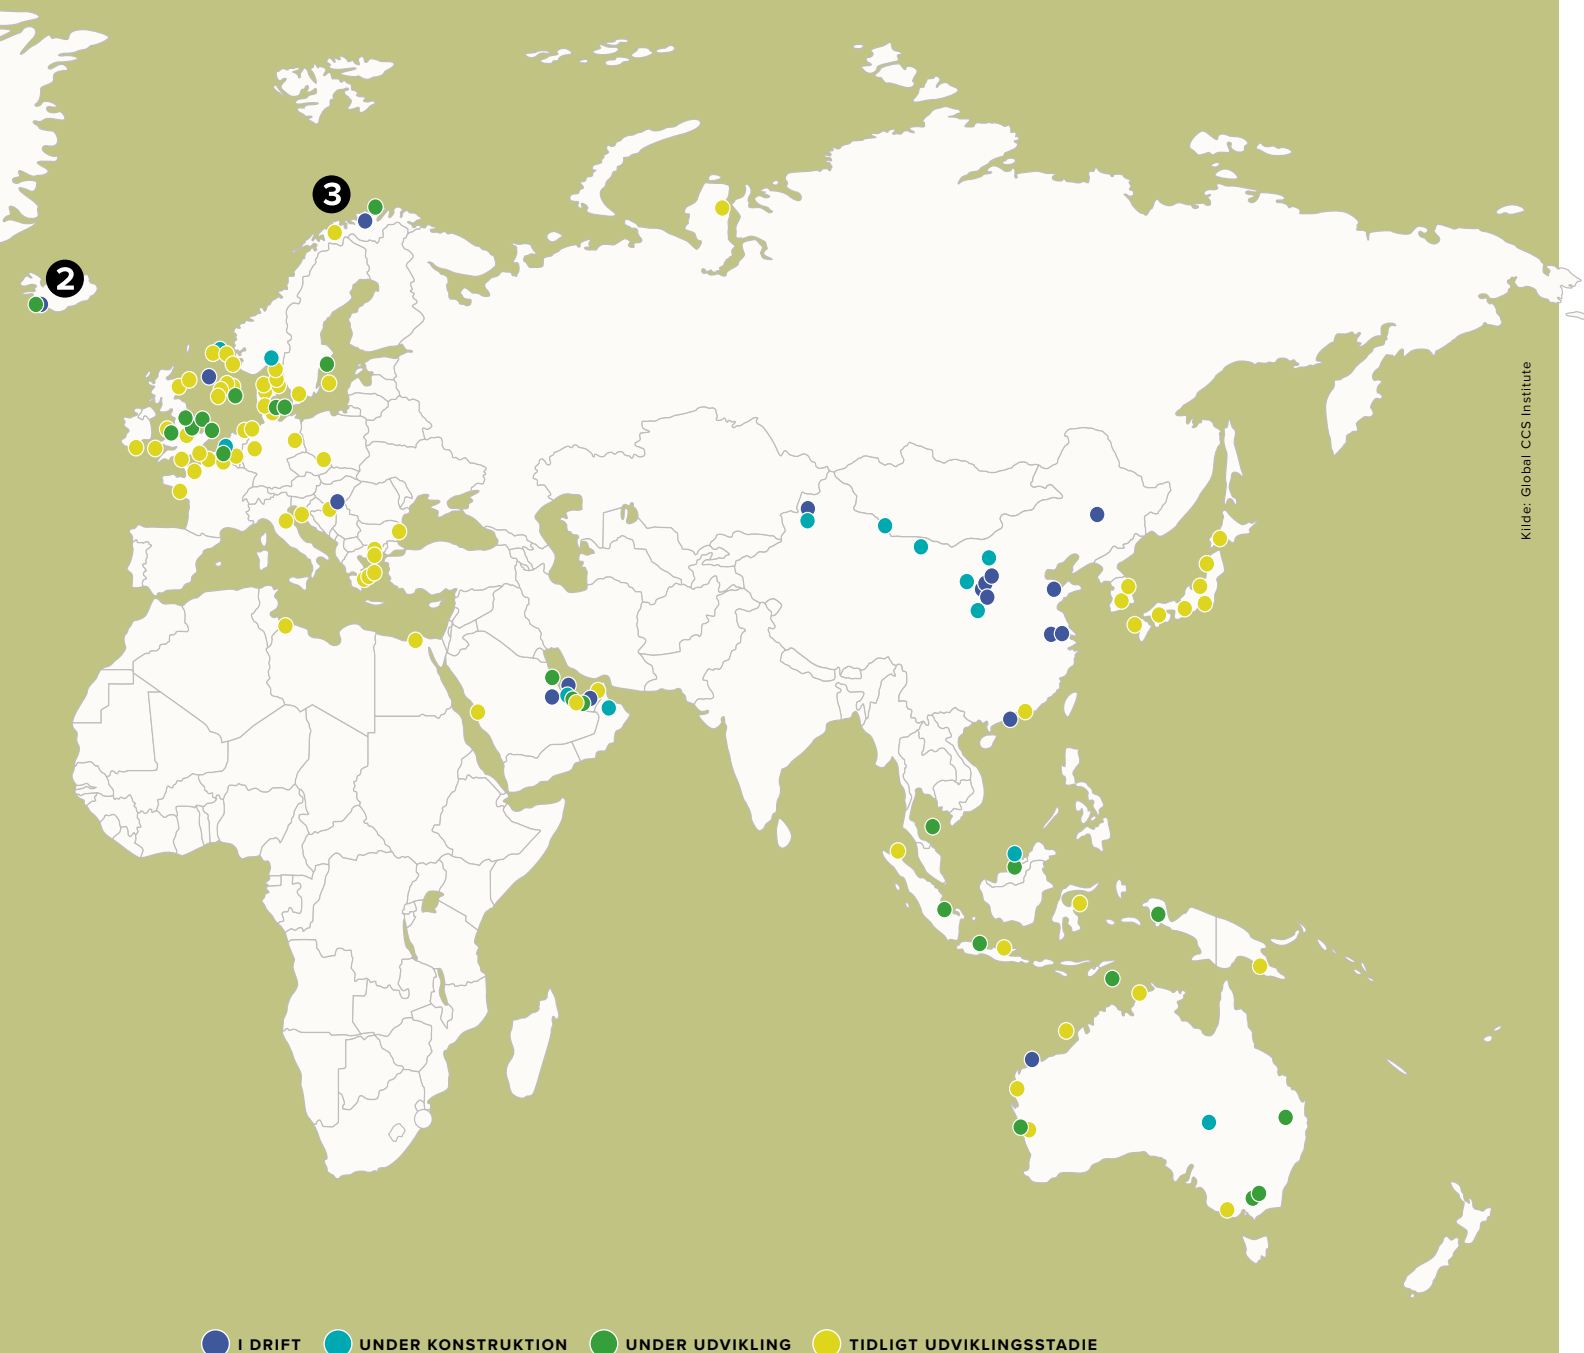 3
2
Kilde: Global CCS Institute
I DRIFT
UNDER KONSTRUKTION
UNDER UDVIKLING
TIDLIGT UDVIKLINGSSTADIE